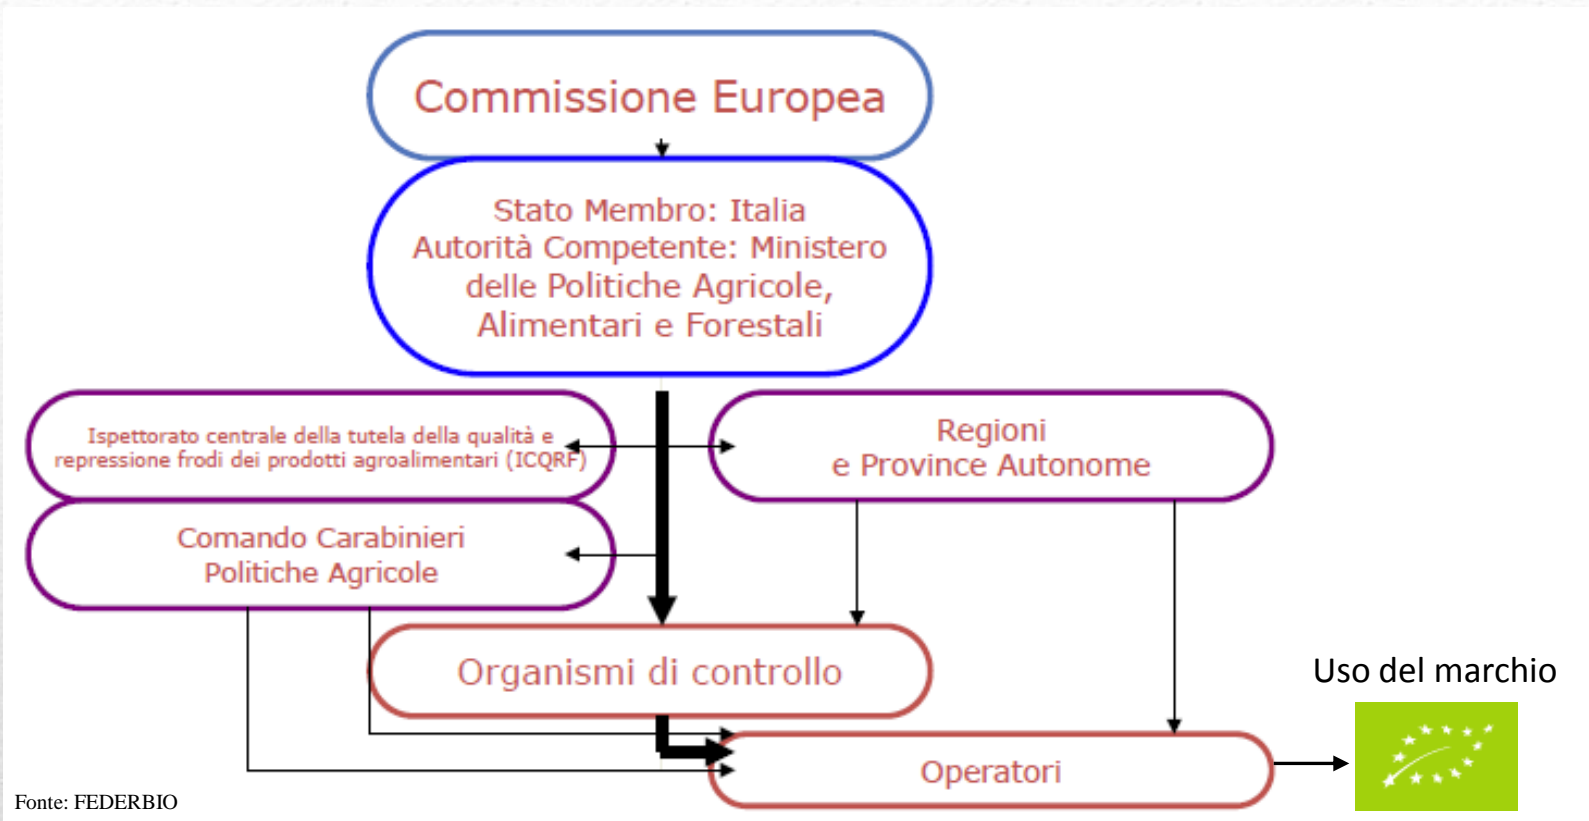 Commissione Europea
Stato Membro: Italia
Autorità Competente: Ministero
delle Politiche Agricole,
Alimentari e Forestali
Ispettorato centrale della tutela della qualità e
repressione frodi dei prodotti agroalimentari (ICQRF)
Regioni
e Province Autonome
Comando Carabinieri
Politiche Agricole
Organismi di controllo
Uso del marchio
Operatori
Fonte: FEDERBIO